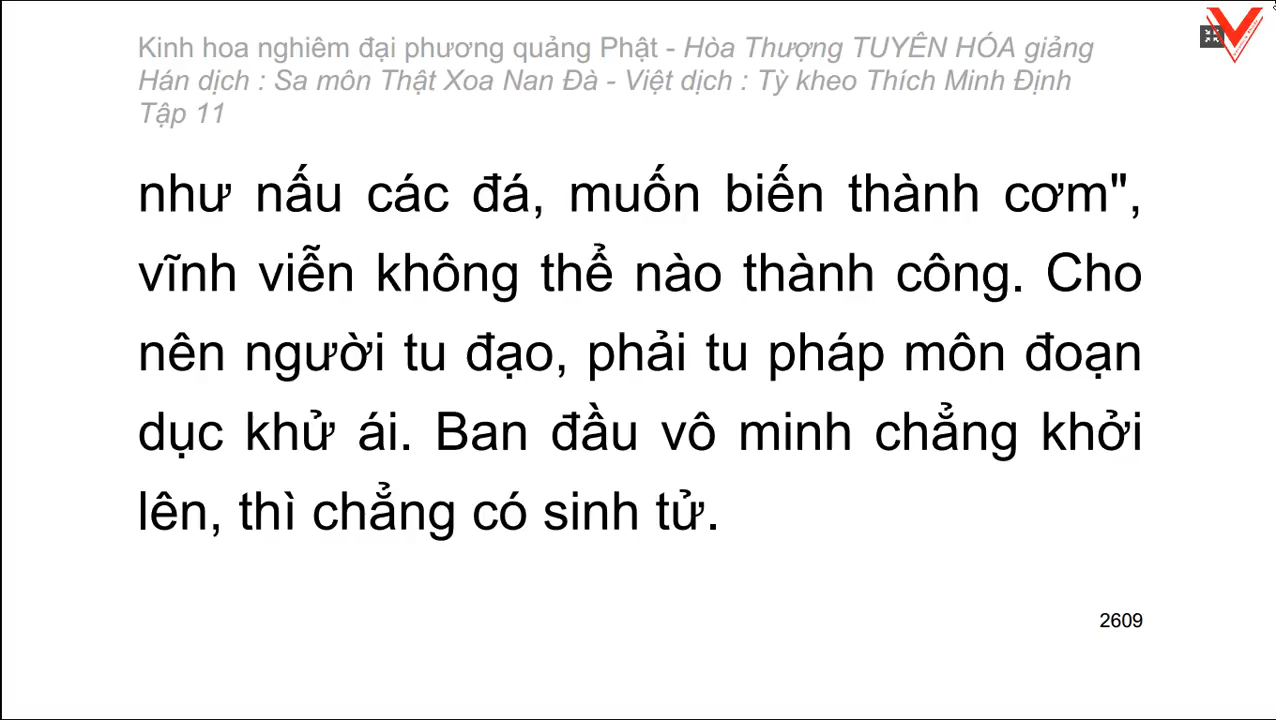 Kinh hoa nghiêm đại phương quảng Phật - Hòa Thượng TUYÊN HÓA giảng
Hán dịch : Sa môn Thật Xoa Nan Đà - Việt dịch : Tỳ kheo Thích Minh Định
Tập 11
như nấu các đá, muốn biến thành cơm",
vĩnh viễn không thể nào thành công. Cho
nên người tu đạo, phải tu pháp môn đoạn
dục khử ái. Ban đầu vô minh chẳng khởi
lên, thì chẳng có sinh tử.
2609